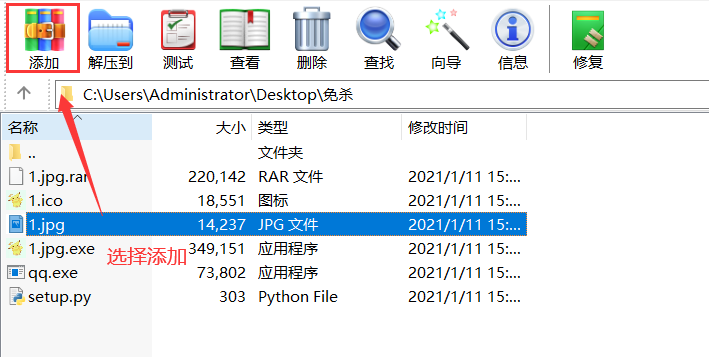 添加 解压到 测试 查看 删除 查找 向导 信息 修复
C:\Users\Administrator\Desktop\免杀
名称 大小 类型 修改时间
.. 文件夹
1.jpg.rar 220,142 RAR 文件 2021/1/11 15:...
1.ico 18,551 图标 2021/1/11 15:...
1.jpg 14,237 JPG 文件 2021/1/11 15:...
1.jpg.exe 349,151 应用程序 2021/1/11 15:...
选择添加
qq.exe 73,802 应用程序 2021/1/11 15:...
setup.py 303 Python File 2021/1/11 15:...